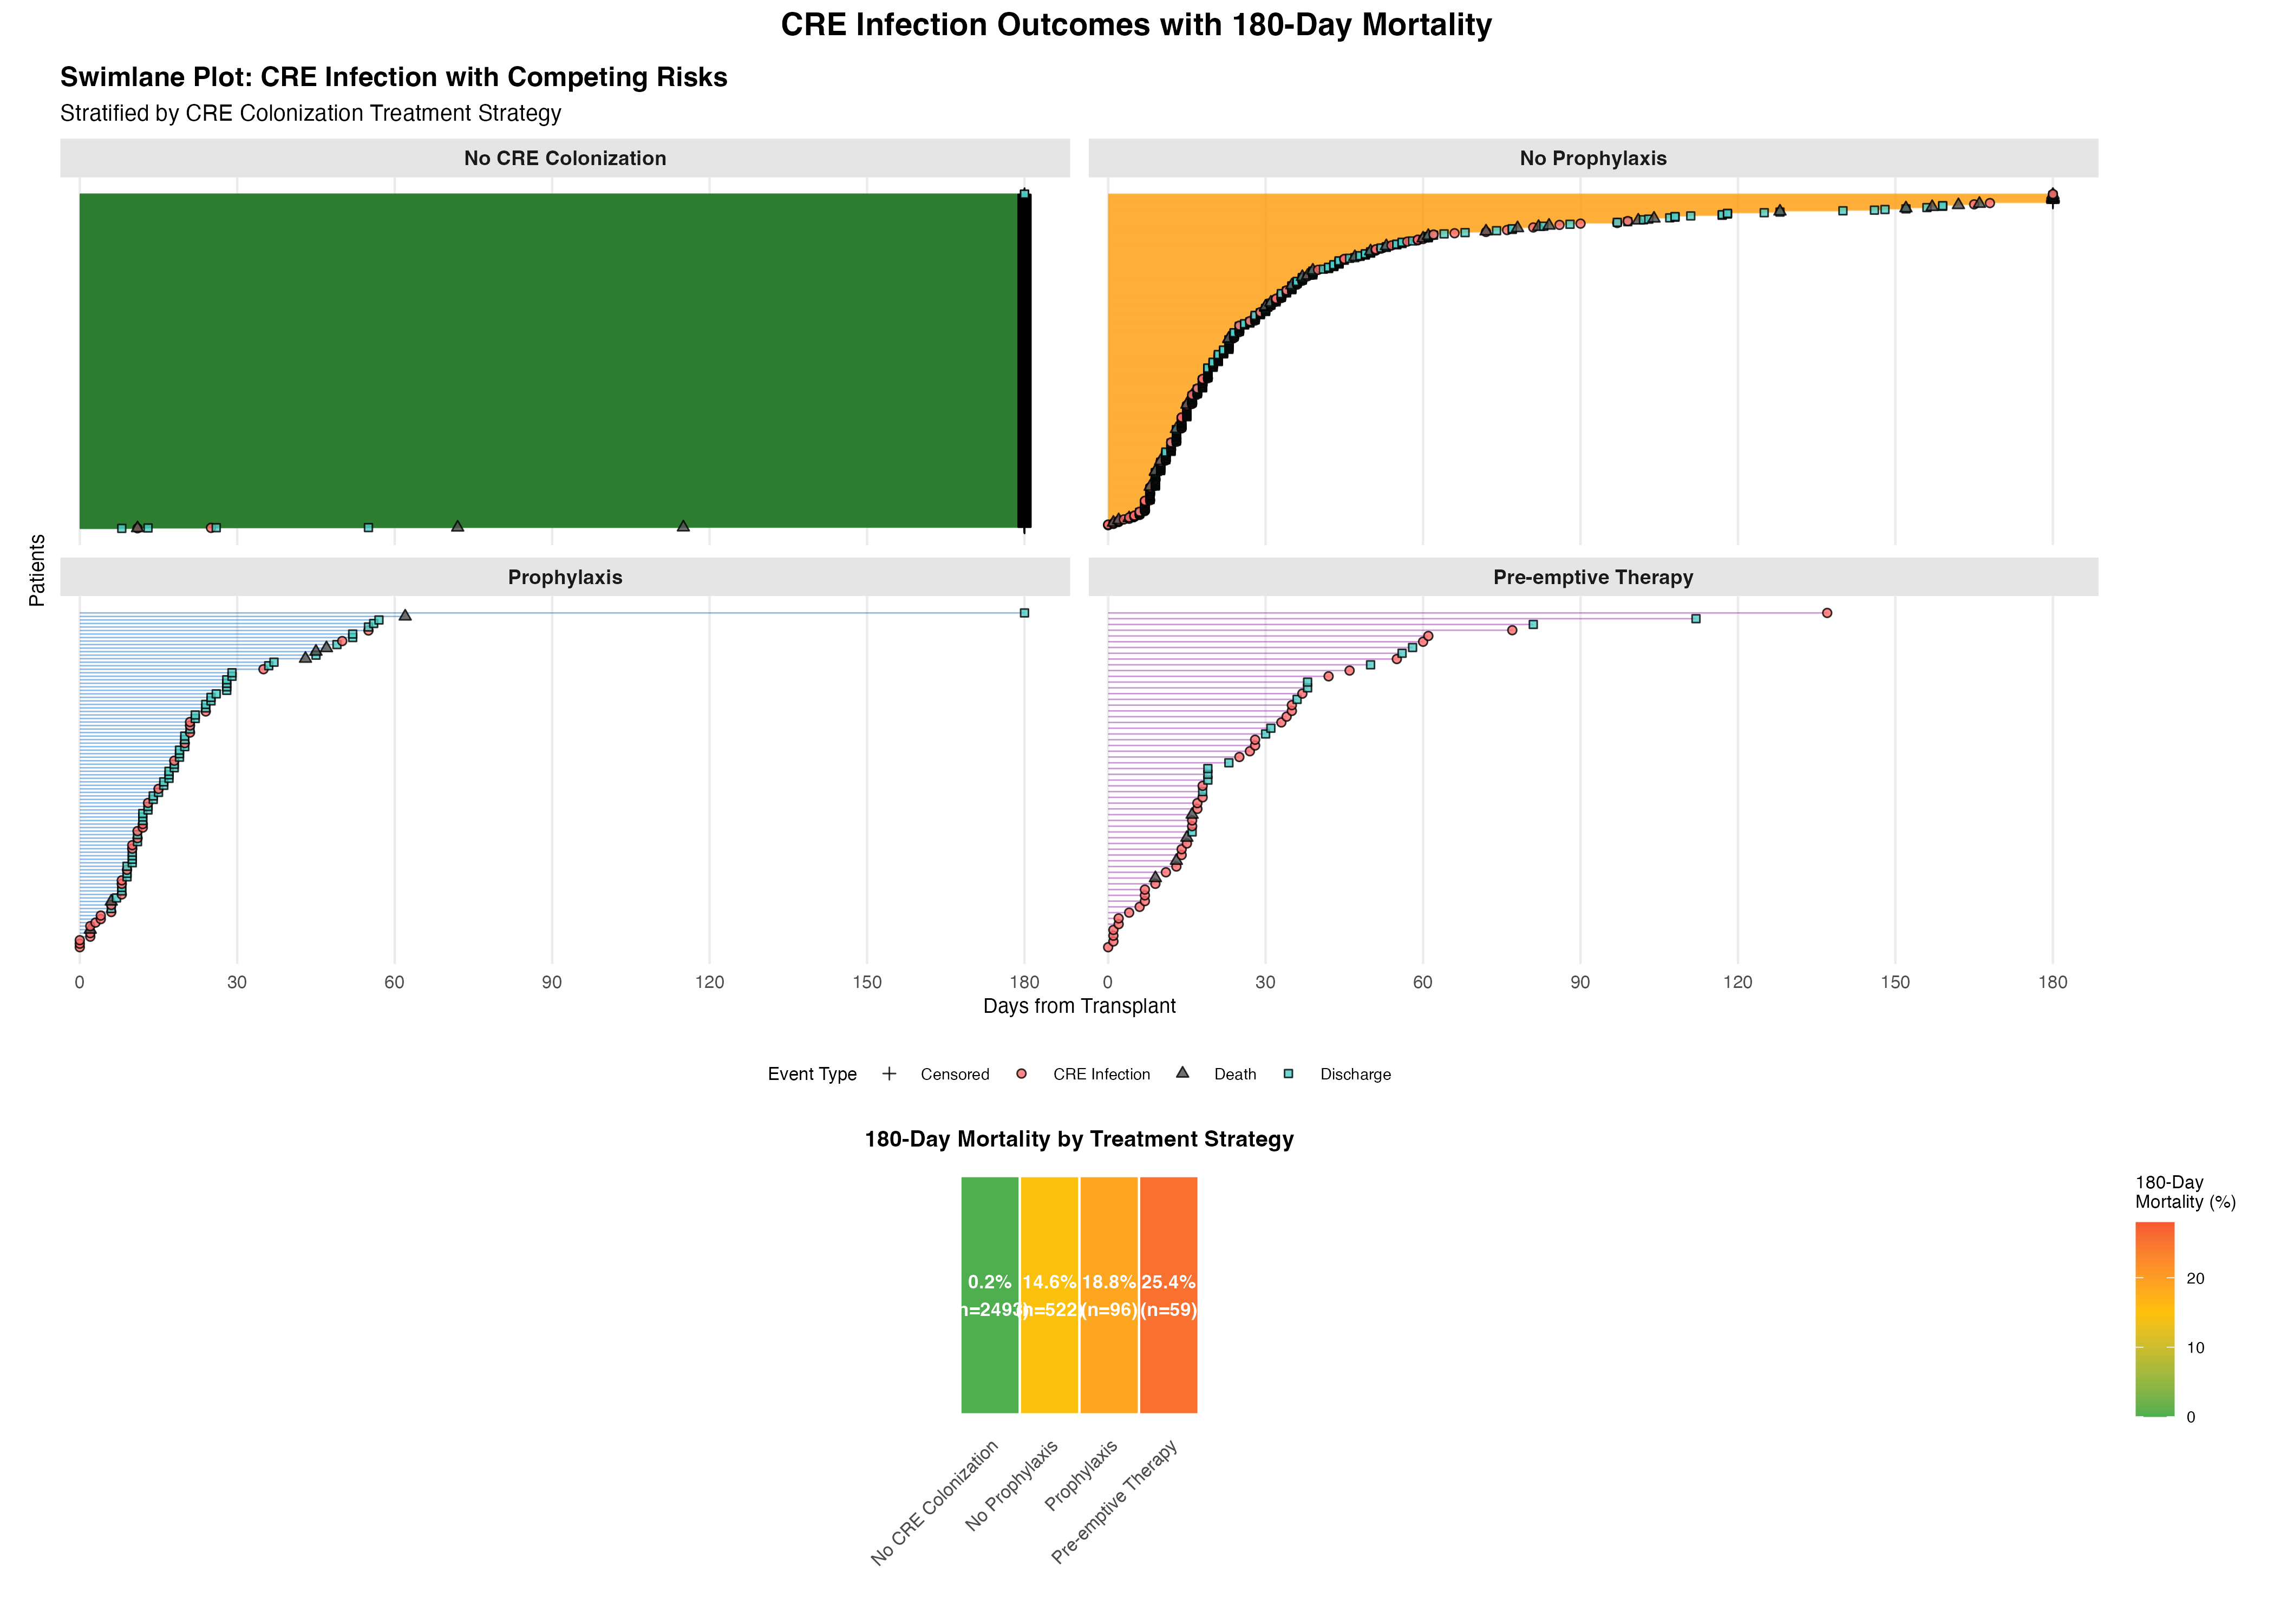 CRE Infection Outcomes with 180-Day Mortality
Swimlane Plot: CRE Infection with Competing Risks
Stratified by CRE Colonization Treatment Strategy
No CRE Colonization
No Prophylaxis
Patients
Prophylaxis
Pre-emptive Therapy
0 30 60 90 120 150 180
0 30 60 90 120 150 180
Days from Transplant
Event Type Censored CRE Infection Death Discharge
180-Day Mortality by Treatment Strategy
180-Day
Mortality (%)
20
10
0
0.2% 14.6% 18.8% 25.4%
n=2493) (n=522) (n=96) (n=59)
No CRE Colonization
No Prophylaxis
Prophylaxis
Pre-emptive Therapy